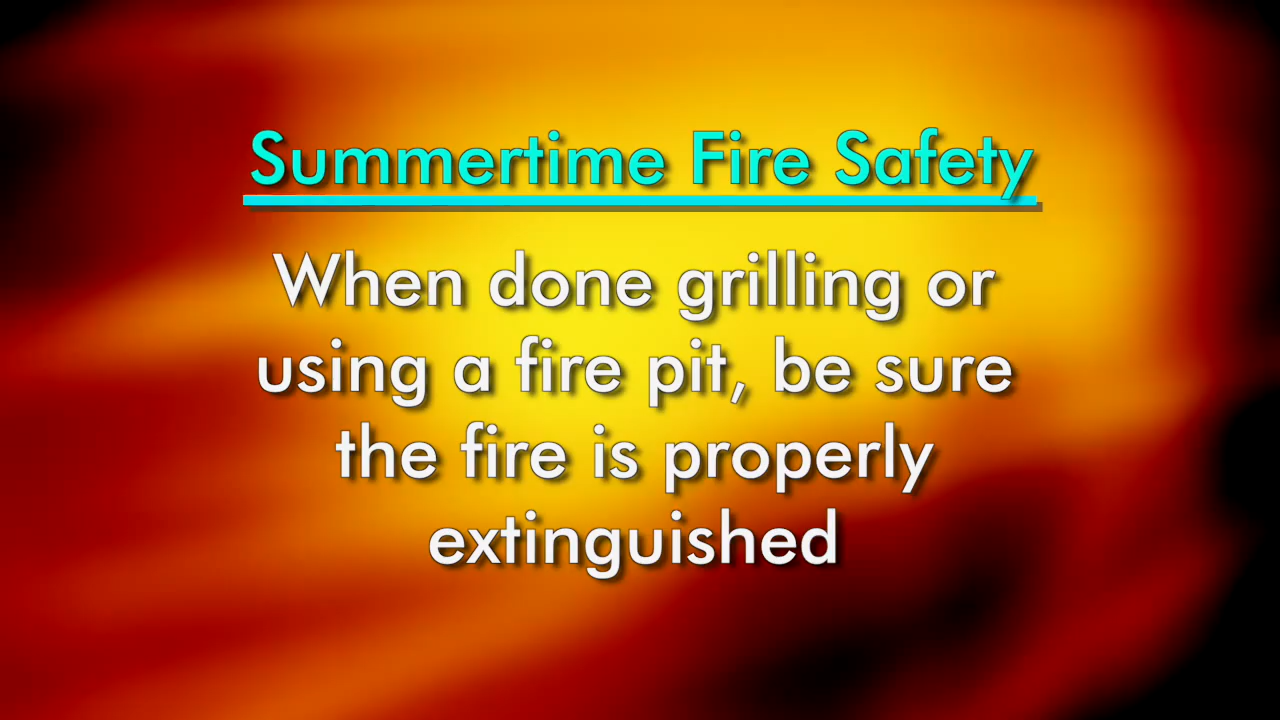 Summertime Fire Safety
When done grilling or
using a fire pit, be sure
the fire is properly
extinguished